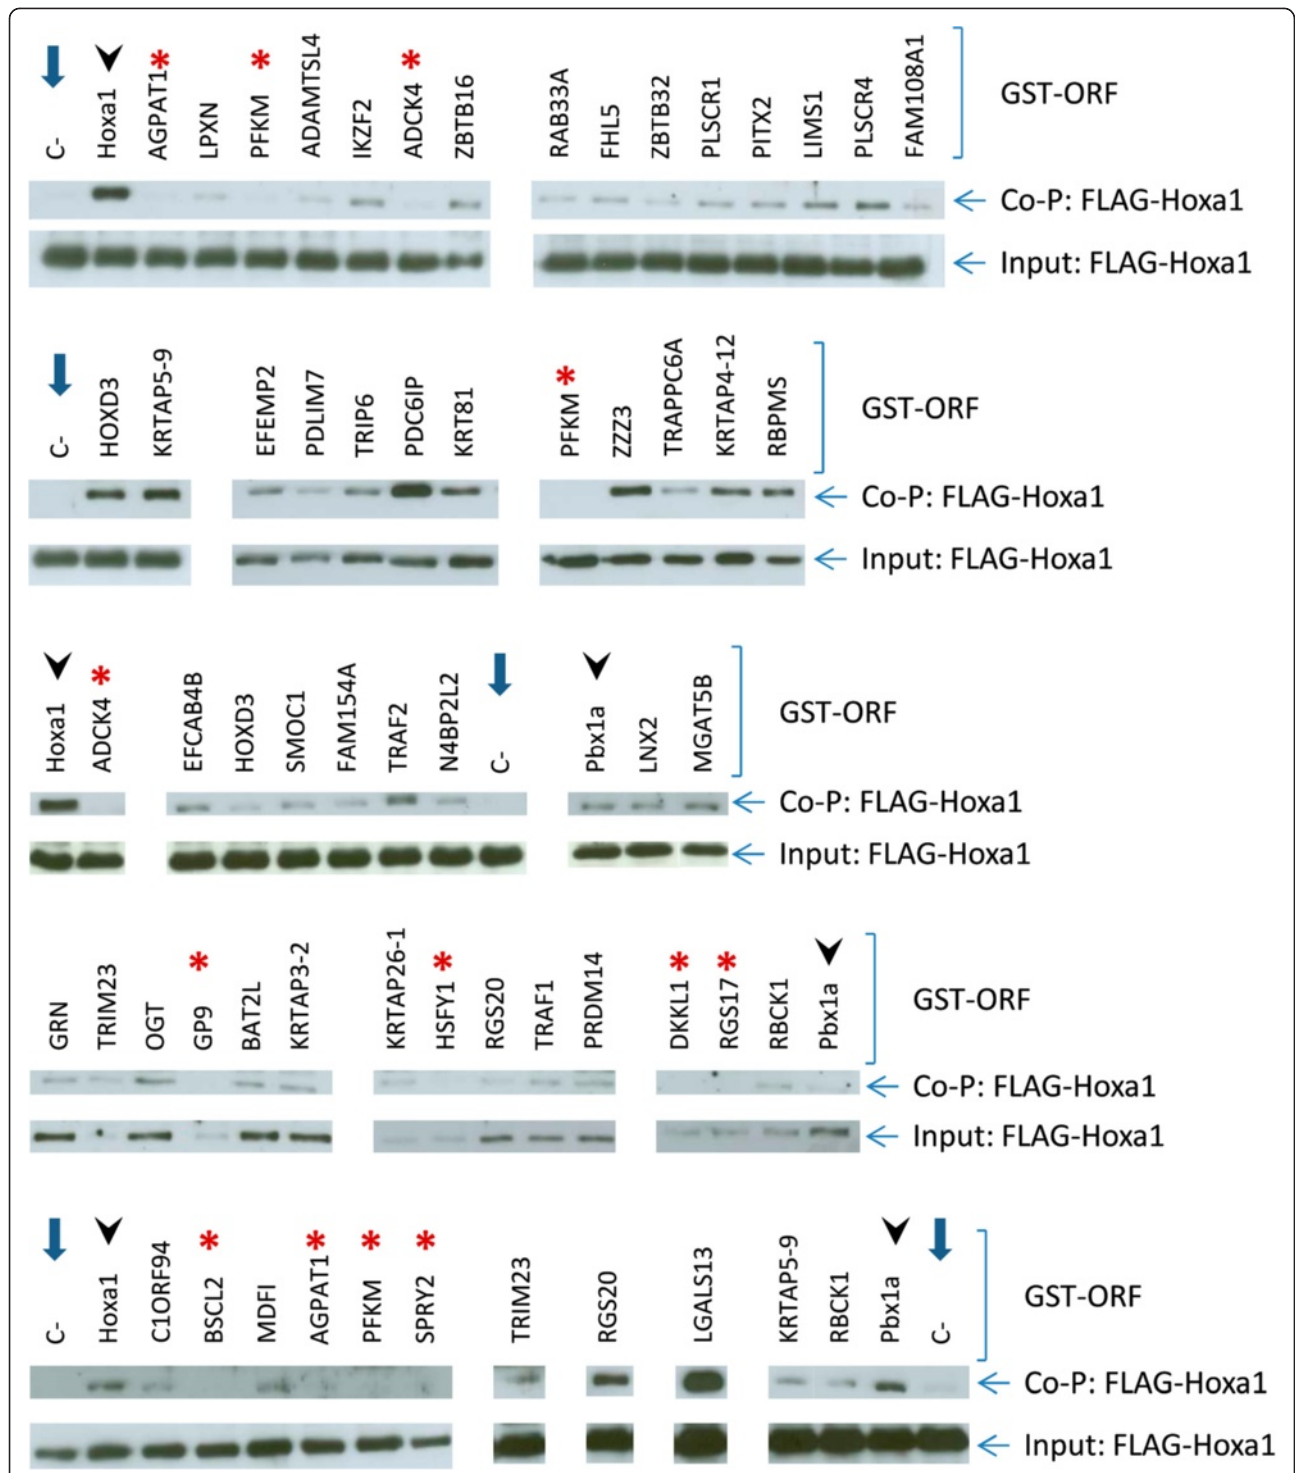 C- Hoxa1 AGPAT1* LPXN PFKM * ADAMTSL4 IKZF2 ADCK4 * ZBTB16 RAB33A FHL5 ZBTB32 PLSCR1 PITX2 LIMS1 PLSCR4 FAM108A1 GST-ORF
Co-P: FLAG-Hoxa1
Input: FLAG-Hoxa1
C- HOXD3 KRTAP5-9 EFEMP2 PDLIM7 TRIP6 PDC6IP KRT81 PFKM * ZZZ3 TRAPPC6A KRTAP4-12 RBPMS GST-ORF
Co-P: FLAG-Hoxa1
Input: FLAG-Hoxa1
Hoxa1 ADCK4 * EFCAB4B HOXD3 SMOC1 FAM154A TRAF2 N4BP2L2 C- Pbx1a LNX2 MGAT5B GST-ORF
Co-P: FLAG-Hoxa1
Input: FLAG-Hoxa1
GRN TRIM23 OGT GP9 * BAT2L KRTAP3-2 KRTAP26-1 HSFY1 * RGS20 TRAF1 PRDM14 DKKL1 * RGS17 * RBCK1 Pbx1a GST-ORF
Co-P: FLAG-Hoxa1
Input: FLAG-Hoxa1
C- Hoxa1 C1ORF94 BSCL2 * MDFI AGPAT1 * PFKM * SPRY2 * TRIM23 RGS20 LGALS13 KRTAP5-9 RBCK1 Pbx1a C- GST-ORF
Co-P: FLAG-Hoxa1
Input: FLAG-Hoxa1